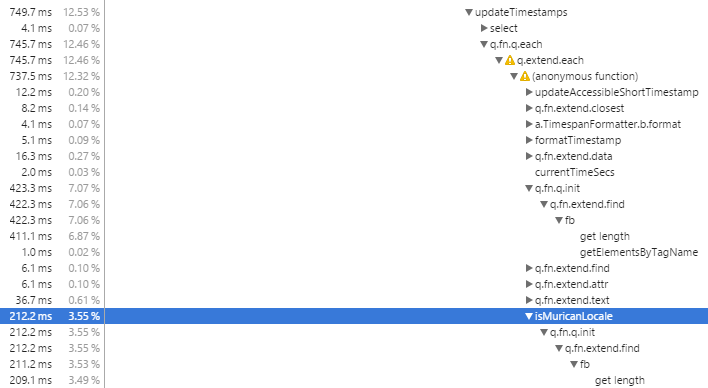 749.7 ms 12.53 % ▼ updateTimestamps
4.1 ms 0.07 % ▶ select
745.7 ms 12.46 % ▼ q.fn.q.each
745.7 ms 12.46 % ▼ q.extend.each
737.5 ms 12.32 % ▼ (anonymous function)
12.2 ms 0.20 % ▶ updateAccessibleShortTimestamp
8.2 ms 0.14 % ▶ q.fn.extend.closest
4.1 ms 0.07 % ▶ a.TimespanFormatter.b.format
5.1 ms 0.09 % ▶ formatTimestamp
16.3 ms 0.27 % ▶ q.fn.extend.data
2.0 ms 0.03 % currentTimeSecs
423.3 ms 7.07 % ▼ q.fn.q.init
422.3 ms 7.06 % ▼ q.fn.extend.find
422.3 ms 7.06 % ▼ fb
411.1 ms 6.87 % get length
1.0 ms 0.02 % getElementsByTagName
6.1 ms 0.10 % ▶ q.fn.extend.find
6.1 ms 0.10 % ▶ q.fn.extend.attr
36.7 ms 0.61 % ▶ q.fn.extend.text
212.2 ms 3.55 % ▼ isMuricanLocale
212.2 ms 3.55 % ▼ q.fn.q.init
212.2 ms 3.55 % ▼ q.fn.extend.find
211.2 ms 3.53 % ▼ fb
209.1 ms 3.49 % get length